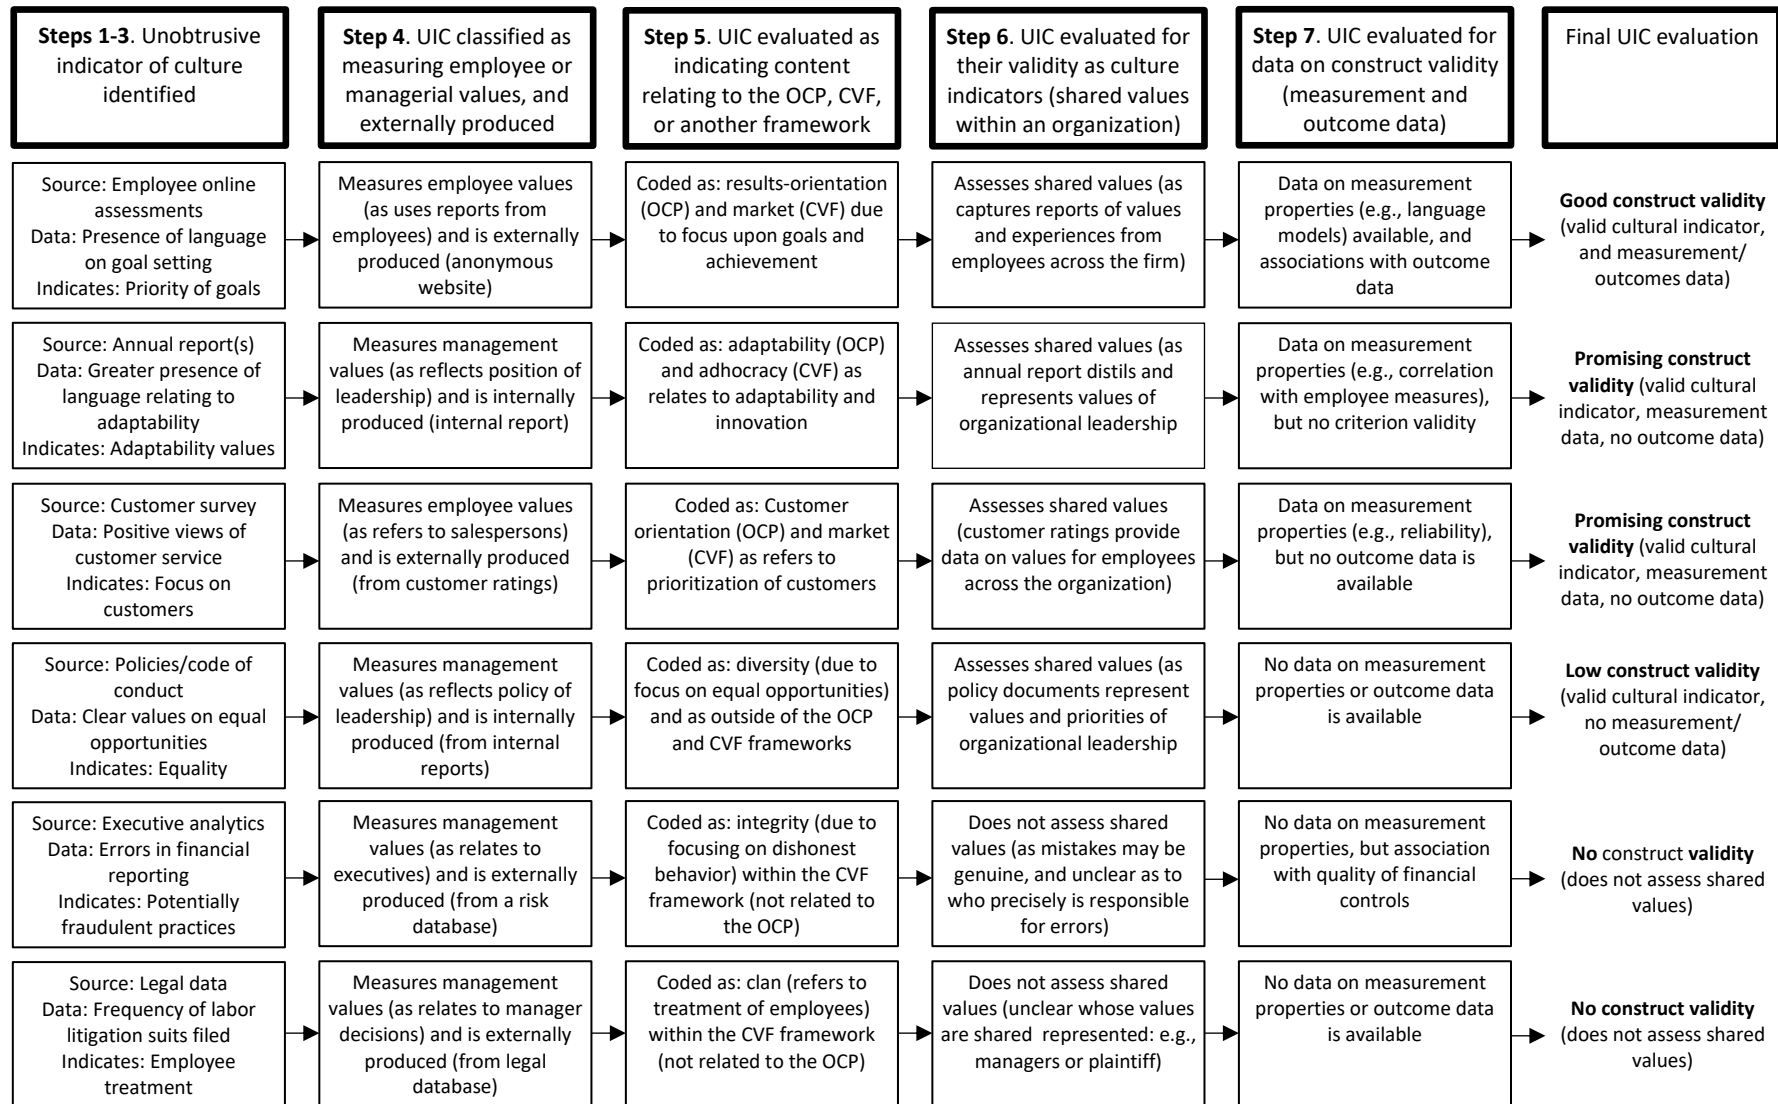 Steps 1-3. Unobtrusive
indicator of culture
identified
Step 4. UIC classified as
measuring employee or
managerial values, and
externally produced
Step 5. UIC evaluated as
indicating content
relating to the OCP, CVF,
or another framework
Step 6. UIC evaluated for
their validity as culture
indicators (shared values
within an organization)
Step 7. UIC evaluated for
data on construct validity
(measurement and
outcome data)
Final UIC evaluation
Source: Employee online
assessments
Data: Presence of language
on goal setting
Indicates: Priority of goals
Measures employee values
(as uses reports from
employees) and is externally
produced (anonymous
website)
Coded as: results-orientation
(OCP) and market (CVF) due
to focus upon goals and
achievement
Assesses shared values (as
captures reports of values
and experiences from
employees across the firm)
Data on measurement
properties (e.g., language
models) available, and
associations with outcome
data
Good construct validity
(valid cultural indicator,
and measurement/
outcomes data)
Source: Annual report(s)
Data: Greater presence of
language relating to
adaptability
Indicates: Adaptability values
Measures management
values (as reflects position of
leadership) and is internally
produced (internal report)
Coded as: adaptability (OCP)
and adhocracy (CVF) as
relates to adaptability and
innovation
Assesses shared values (as
annual report distils and
represents values of
organizational leadership
Data on measurement
properties (e.g., correlation
with employee measures),
but no criterion validity
Promising construct
validity (valid cultural
indicator, measurement
data, no outcome data)
Source: Customer survey
Data: Positive views of
customer service
Indicates: Focus on
customers
Measures employee values
(as refers to salespersons)
and is externally produced
(from customer ratings)
Coded as: Customer
orientation (OCP) and market
(CVF) as refers to
prioritization of customers
Assesses shared values
(customer ratings provide
data on values for employees
across the organization)
Data on measurement
properties (e.g., reliability),
but no outcome data is
available
Promising construct
validity (valid cultural
indicator, measurement
data, no outcome data)
Source: Policies/code of
conduct
Data: Clear values on equal
opportunities
Indicates: Equality
Measures management
values (as reflects policy of
leadership) and is internally
produced (from internal
reports)
Coded as: diversity (due to
focus on equal opportunities)
and as outside of the OCP
and CVF frameworks
Assesses shared values (as
policy documents represent
values and priorities of
organizational leadership
No data on measurement
properties or outcome data
is available
Low construct validity
(valid cultural indicator,
no measurement/
outcome data)
Source: Executive analytics
Data: Errors in financial
reporting
Indicates: Potentially
fraudulent practices
Measures management
values (as relates to
executives) and is externally
produced (from a risk
database)
Coded as: integrity (due to
focusing on dishonest
behavior) within the CVF
framework (not related to
the OCP)
Does not assess shared
values (as mistakes may be
genuine, and unclear as to
who precisely is responsible
for errors)
No data on measurement
properties, but association
with quality of financial
controls
No construct validity
(does not assess shared
values)
Source: Legal data
Data: Frequency of labor
litigation suits filed
Indicates: Employee
treatment
Measures management
values (as relates to manager
decisions) and is externally
produced (from legal
database)
Coded as: clan (refers to
treatment of employees)
within the CVF framework
(not related to the OCP)
Does not assess shared
values (unclear whose values
are shared represented: e.g.,
managers or plaintiff)
No data on measurement
properties or outcome data
is available
No construct validity
(does not assess shared
values)